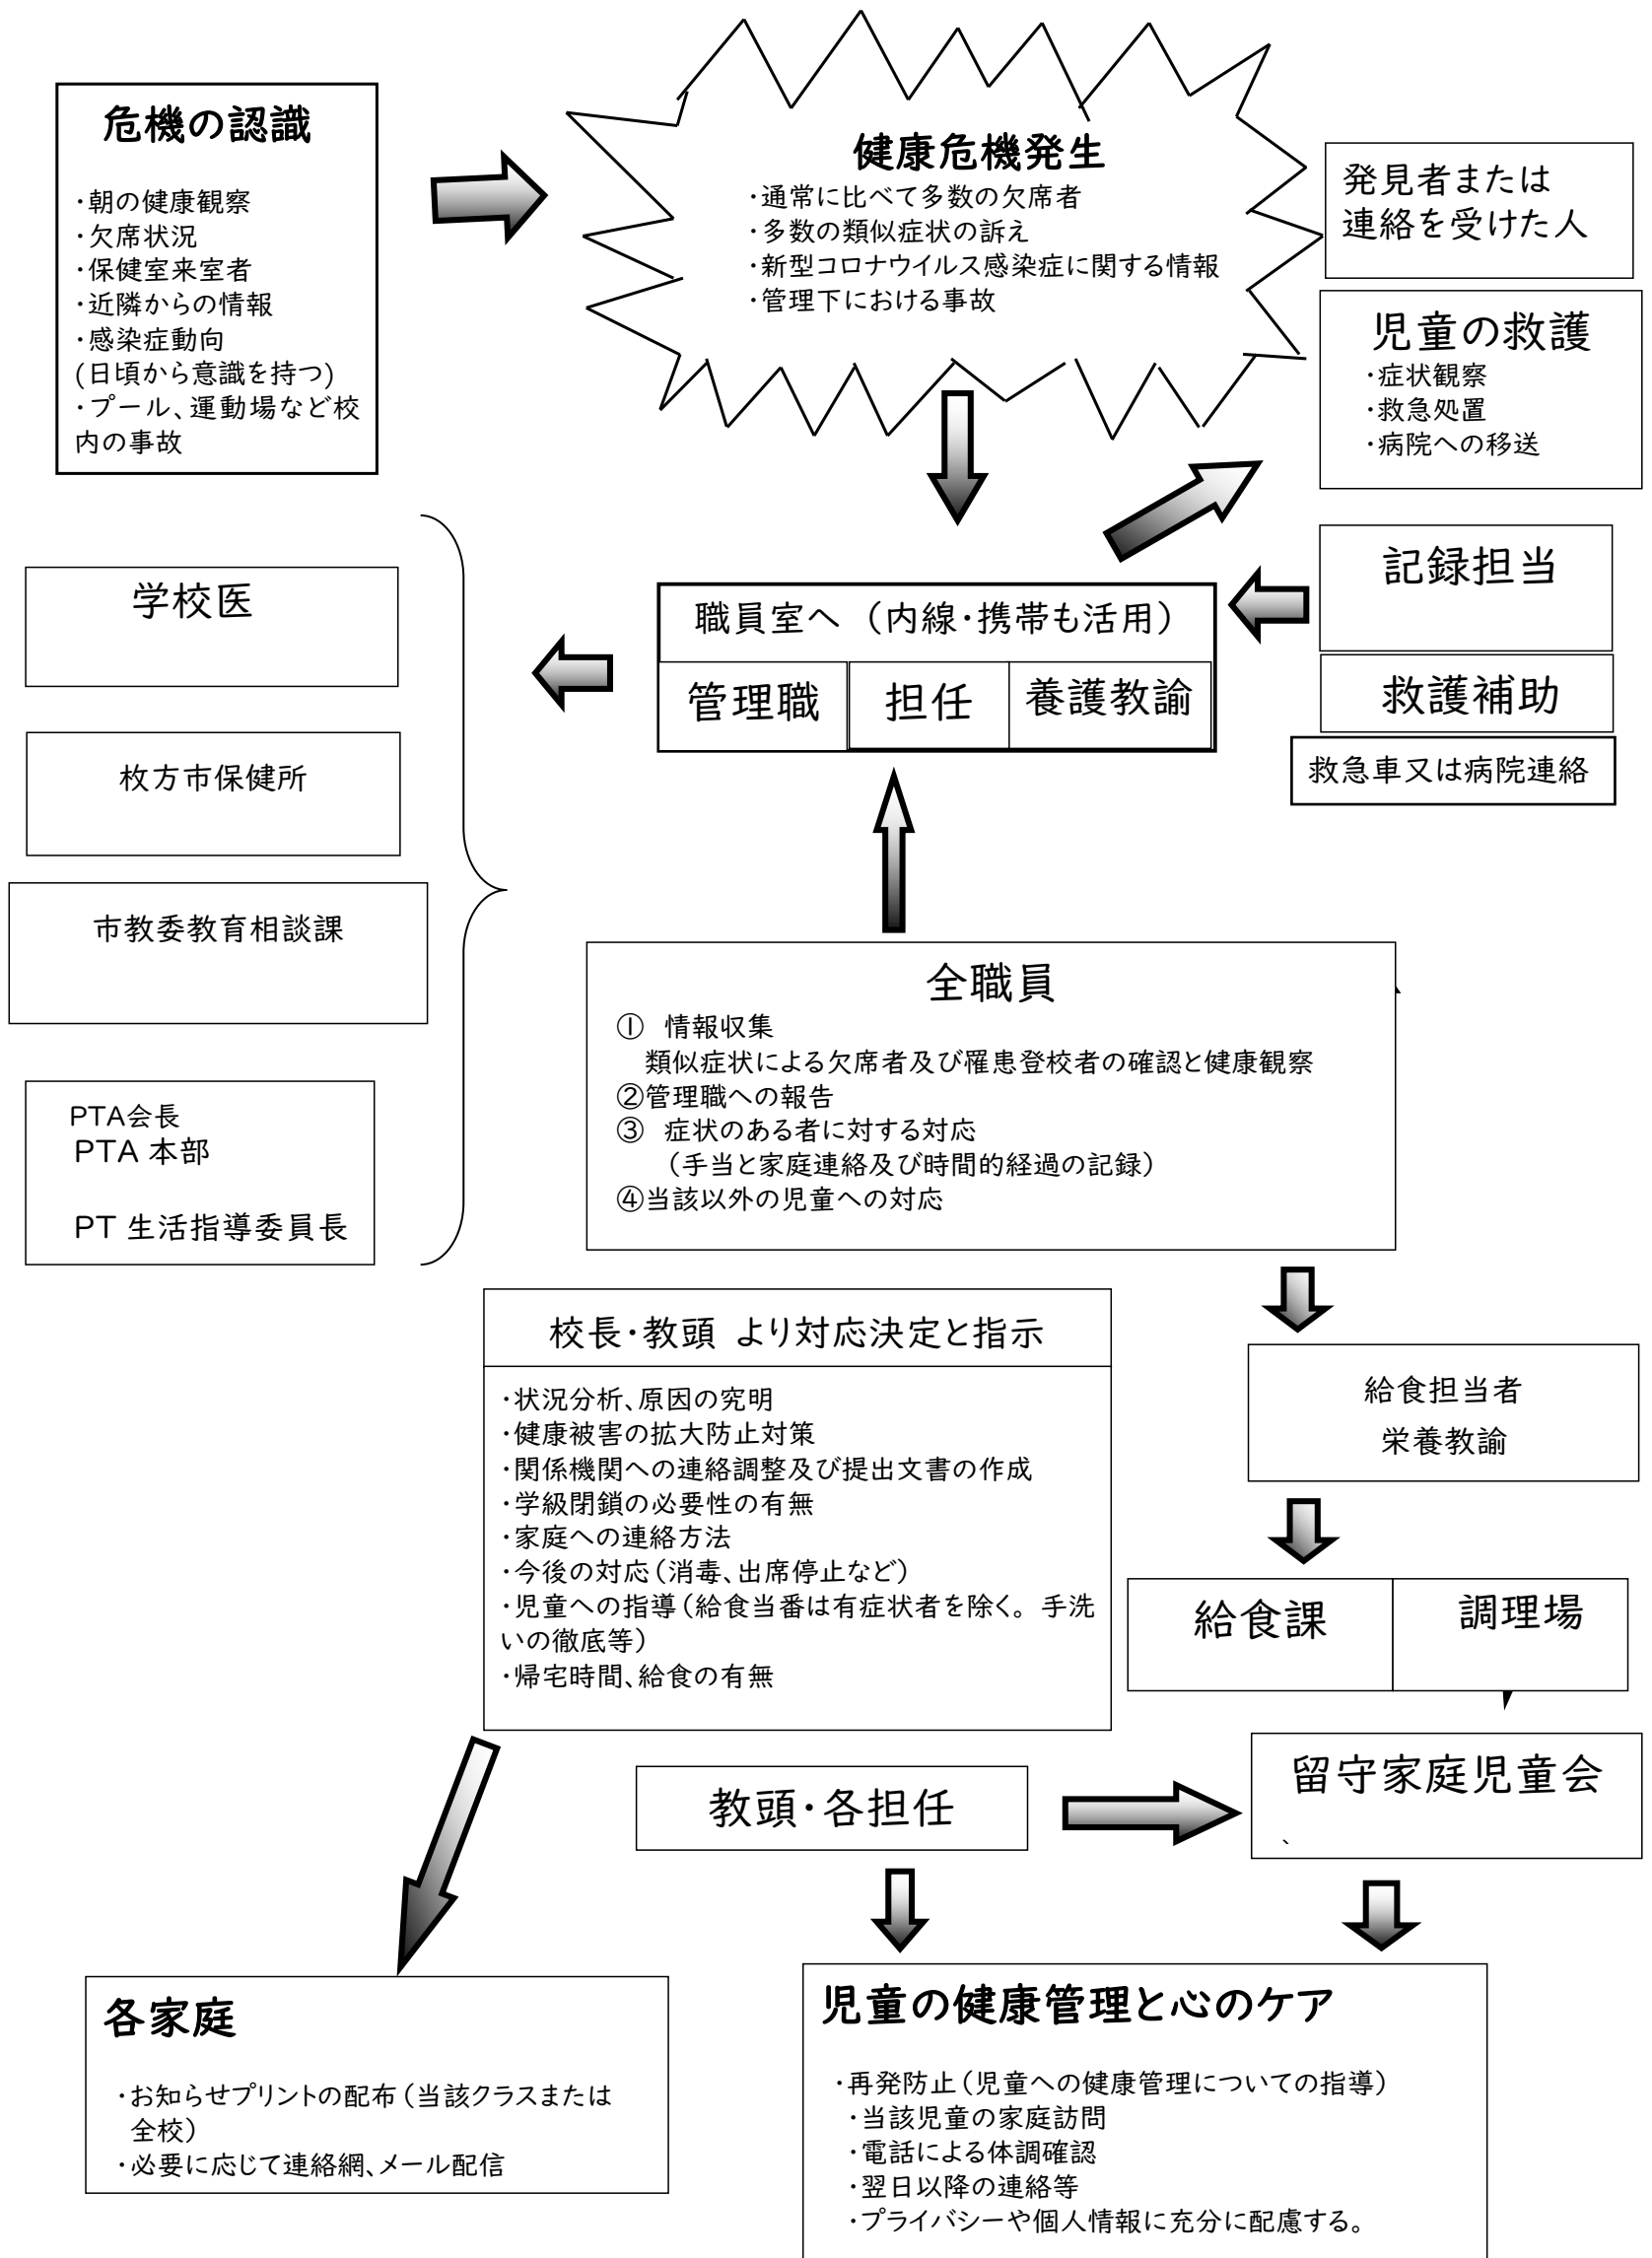 危機の認識
・朝の健康観察
・欠席状況
・保健室来室者
・近隣からの情報
・感染症動向
(日頃から意識を持つ)
・プール、運動場など校
内の事故
健康危機発生
・通常に比べて多数の欠席者
・多数の類似症状の訴え
・新型コロナウイルス感染症に関する情報
・管理下における事故
発見者または
連絡を受けた人
児童の救護
・症状観察
・救急処置
・病院への移送
記録担当
救護補助
救急車又は病院連絡
職員室へ（内線・携帯も活用）
管理職
担任
養護教諭
学校医
枚方市保健所
市教委教育相談課
PTA会長
PTA 本部
PT 生活指導委員長
全職員
① 情報収集
類似症状による欠席者及び罹患登校者の確認と健康観察
②管理職への報告
③ 症状のある者に対する対応
（手当と家庭連絡及び時間的経過の記録）
④当該以外の児童への対応
校長・教頭 より対応決定と指示
・状況分析、原因の究明
・健康被害の拡大防止対策
・関係機関への連絡調整及び提出文書の作成
・学級閉鎖の必要性の有無
・家庭への連絡方法
・今後の対応（消毒、出席停止など）
・児童への指導（給食当番は有症状者を除く。手洗
いの徹底等）
・帰宅時間、給食の有無
給食担当者
栄養教諭
給食課
調理場
教頭・各担任
留守家庭児童会
、
各家庭
・お知らせプリントの配布（当該クラスまたは
全校）
・必要に応じて連絡網、メール配信
児童の健康管理と心のケア
・再発防止（児童への健康管理についての指導）
・当該児童の家庭訪問
・電話による体調確認
・翌日以降の連絡等
・プライバシーや個人情報に充分に配慮する。